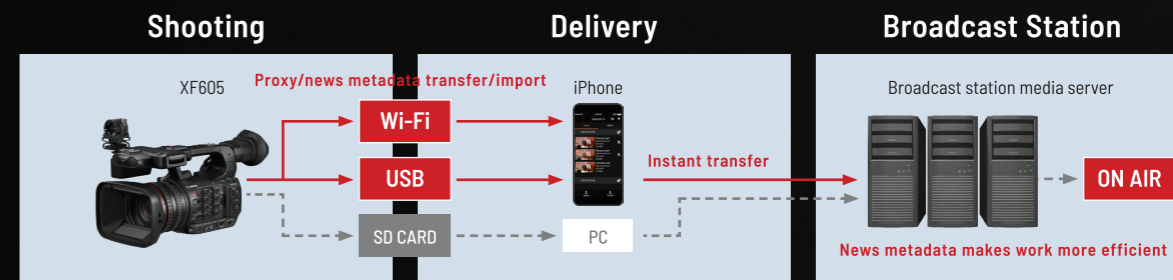 Shooting
Delivery
Broadcast Station
XF605
Proxy/news metadata transfer/import
iPhone
Broadcast station media server
Wi-Fi
USB
SD CARD
PC
Instant transfer
ON AIR
News metadata makes work more efficient